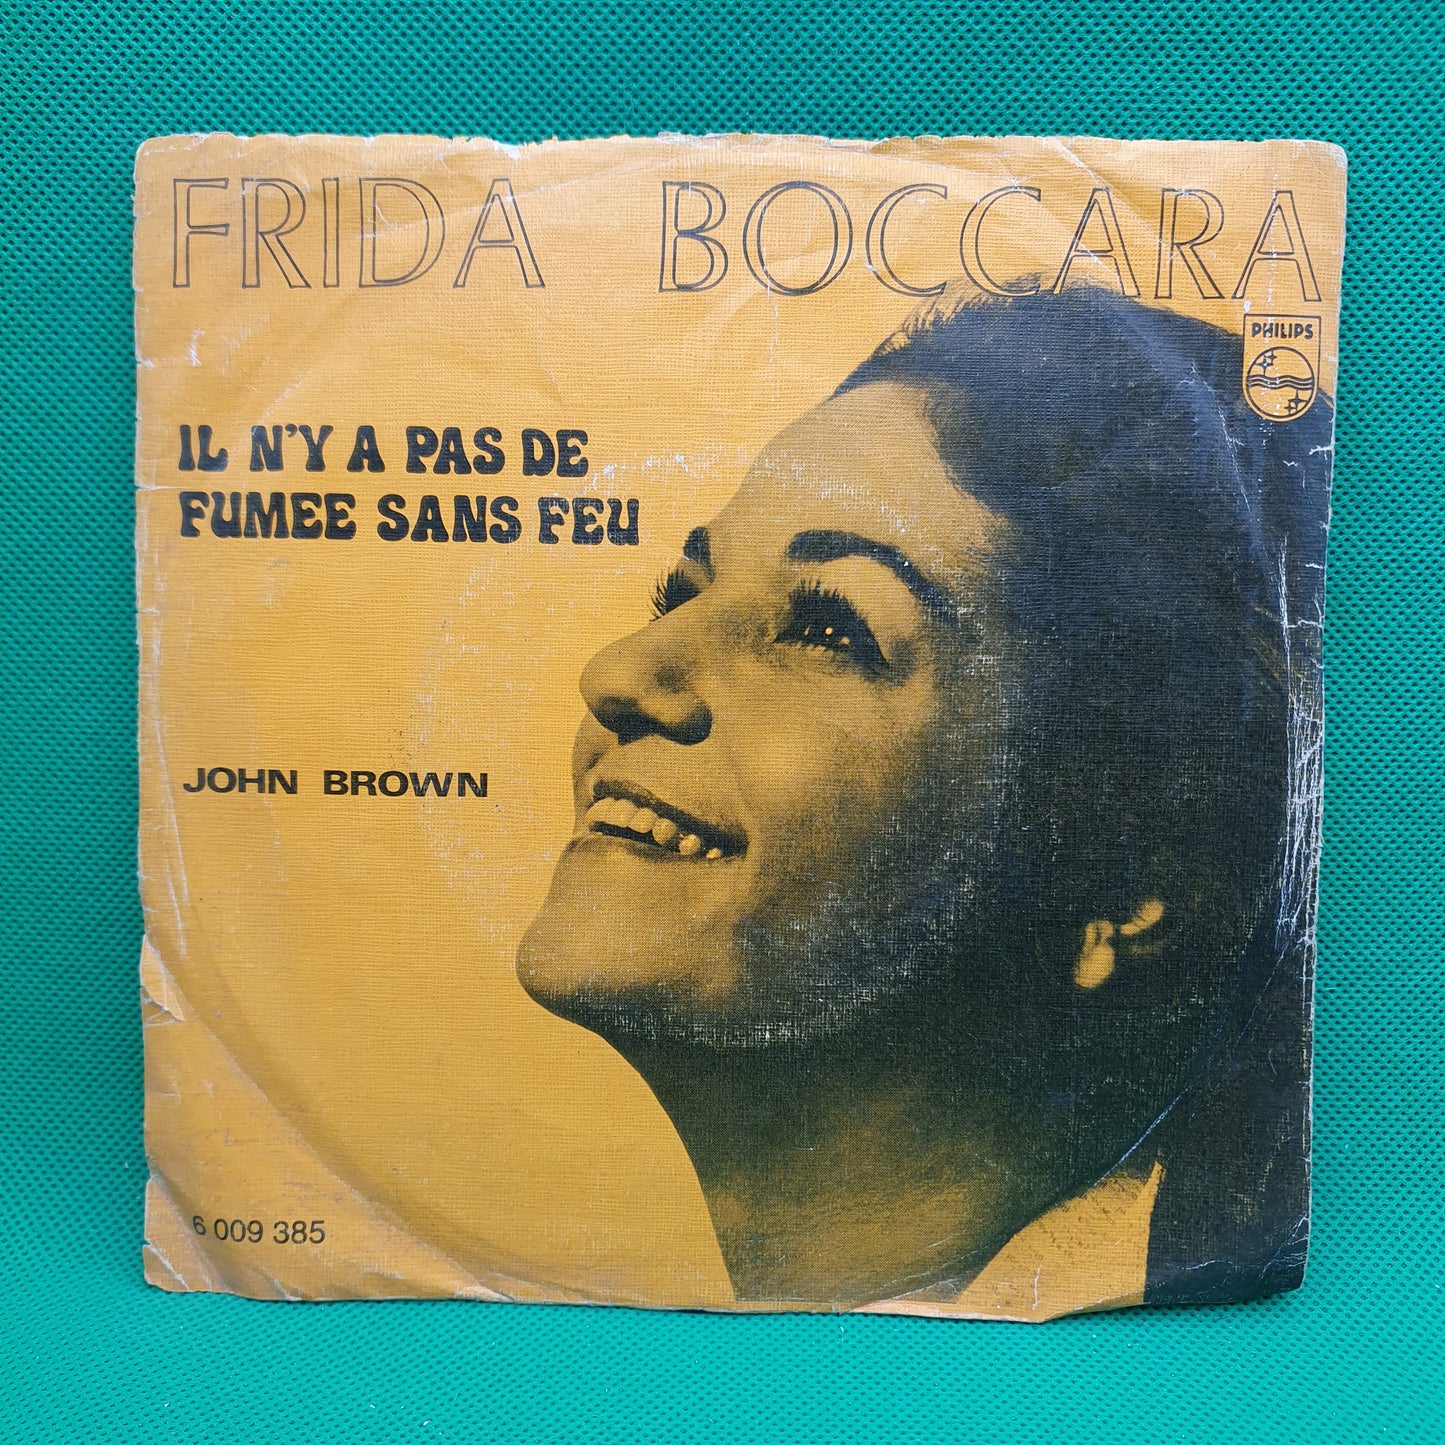 FRIDA BOCCARA
PHILIPS
IL N'Y A PAS DE
FUMEE SANS FEU
JOHN BROWN
6 009 385